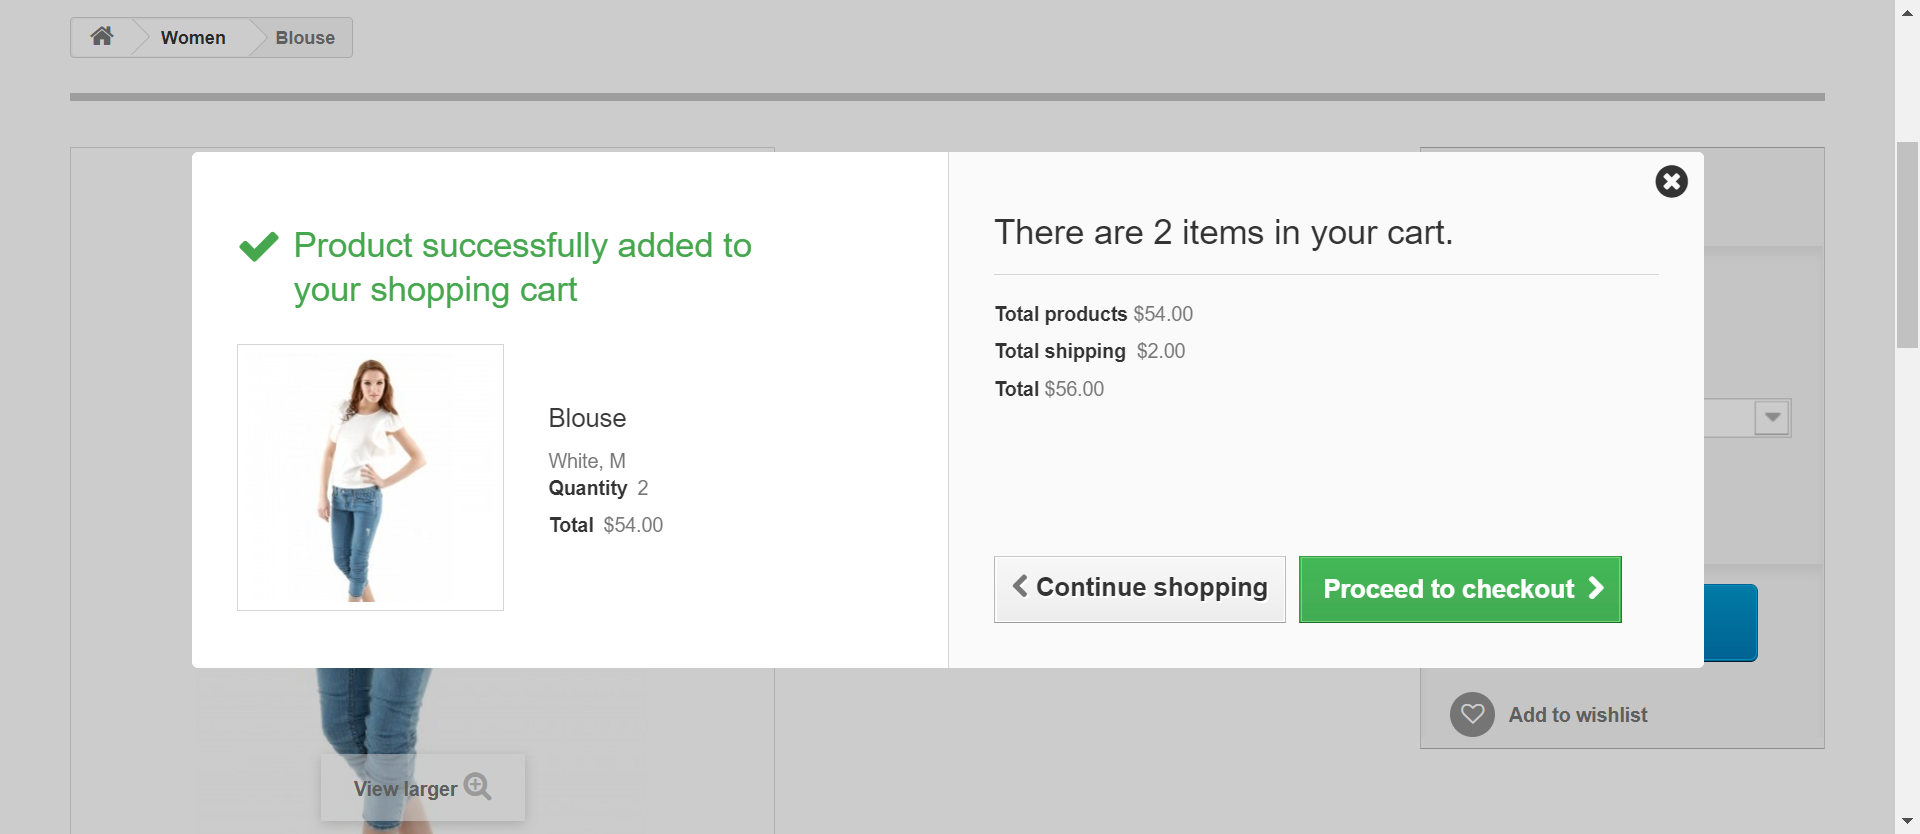 Women
Blouse
Product successfully added to
your shopping cart
Blouse
White, M
Quantity 2
Total $54.00
There are 2 items in your cart.
Total products $54.00
Total shipping $2.00
Total $56.00
Continue shopping
Proceed to checkout
Add to wishlist
View larger